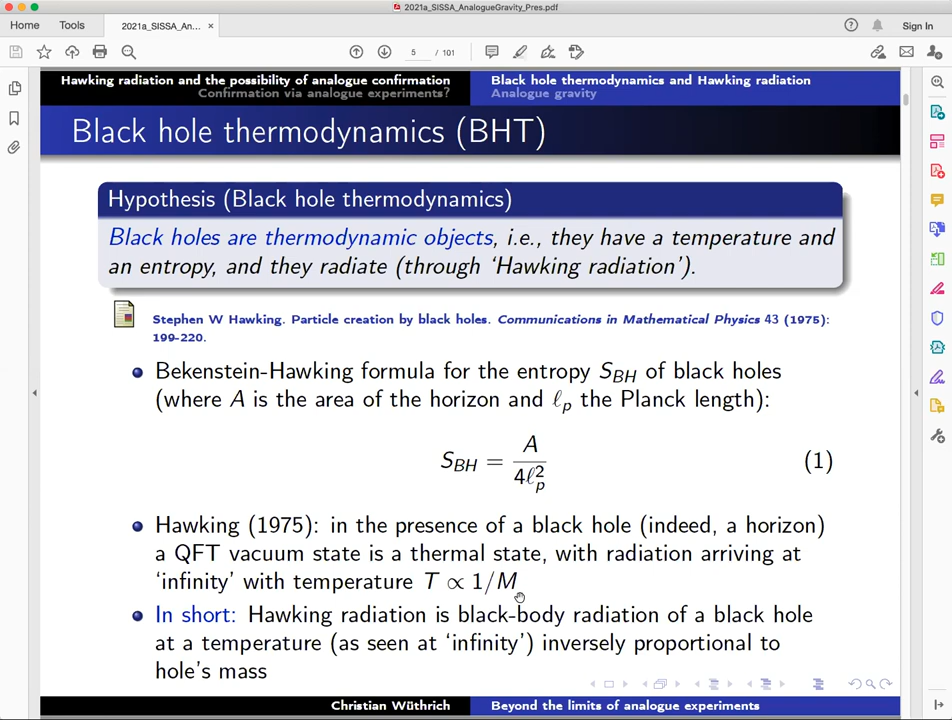 2021a_SISSA_AnalogueGravity_Pres.pdf
Home Tools 2021a_SISSA_An... × Sign In
5 / 101
Hawking radiation and the possibility of analogue confirmation Black hole thermodynamics and Hawking radiation
Confirmation via analogue experiments? Analogue gravity
Black hole thermodynamics (BHT)
Hypothesis (Black hole thermodynamics)
Black holes are thermodynamic objects, i.e., they have a temperature and
an entropy, and they radiate (through ‘Hawking radiation’).
Stephen W Hawking. Particle creation by black holes. Communications in Mathematical Physics 43 (1975):
199-220.
Bekenstein-Hawking formula for the entropy S_BH of black holes
(where A is the area of the horizon and ℓ_p the Planck length):
S_BH = A / 4ℓ_p^2 (1)
Hawking (1975): in the presence of a black hole (indeed, a horizon)
a QFT vacuum state is a thermal state, with radiation arriving at
‘infinity’ with temperature T ∝ 1/M
In short: Hawking radiation is black-body radiation of a black hole
at a temperature (as seen at ‘infinity’) inversely proportional to
hole's mass
Christian Wüthrich Beyond the limits of analogue experiments